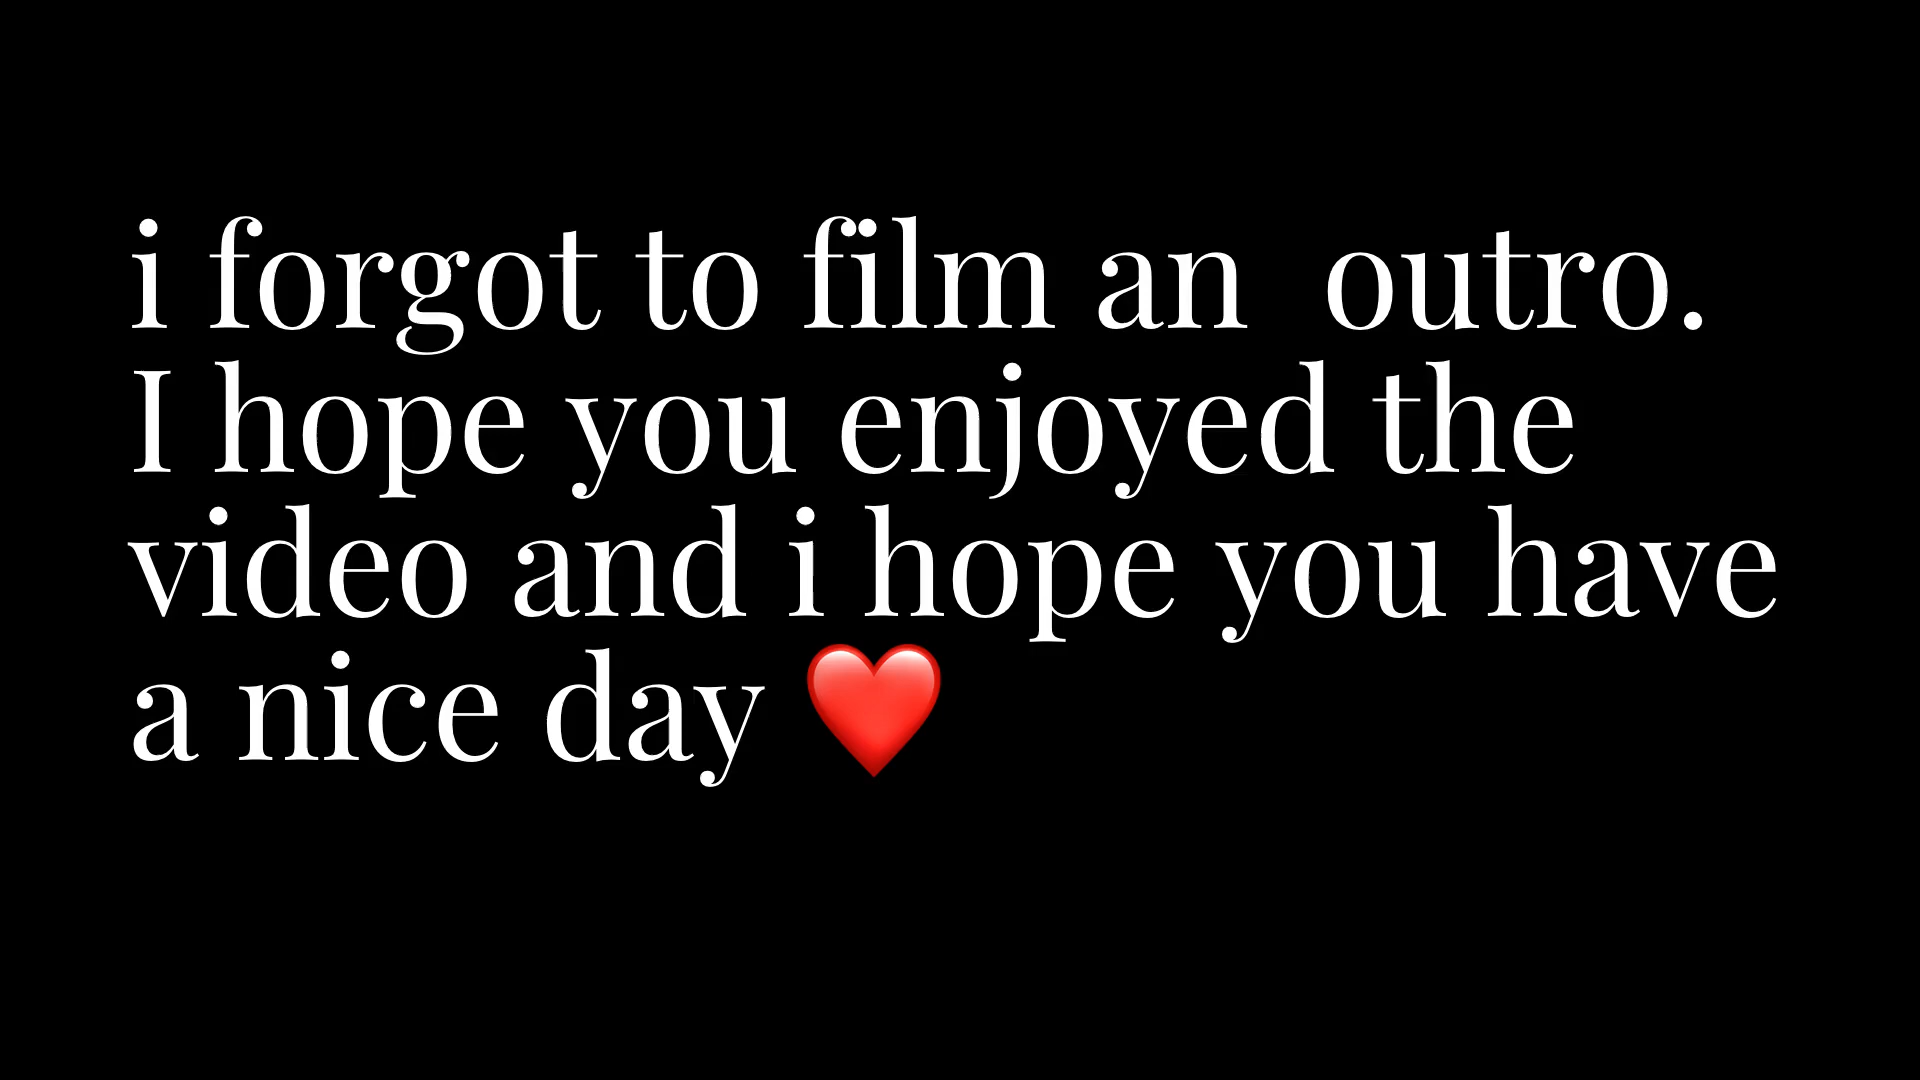 i forgot to film an  outro.
I hope you enjoyed the
video and i hope you have
a nice day ❤️